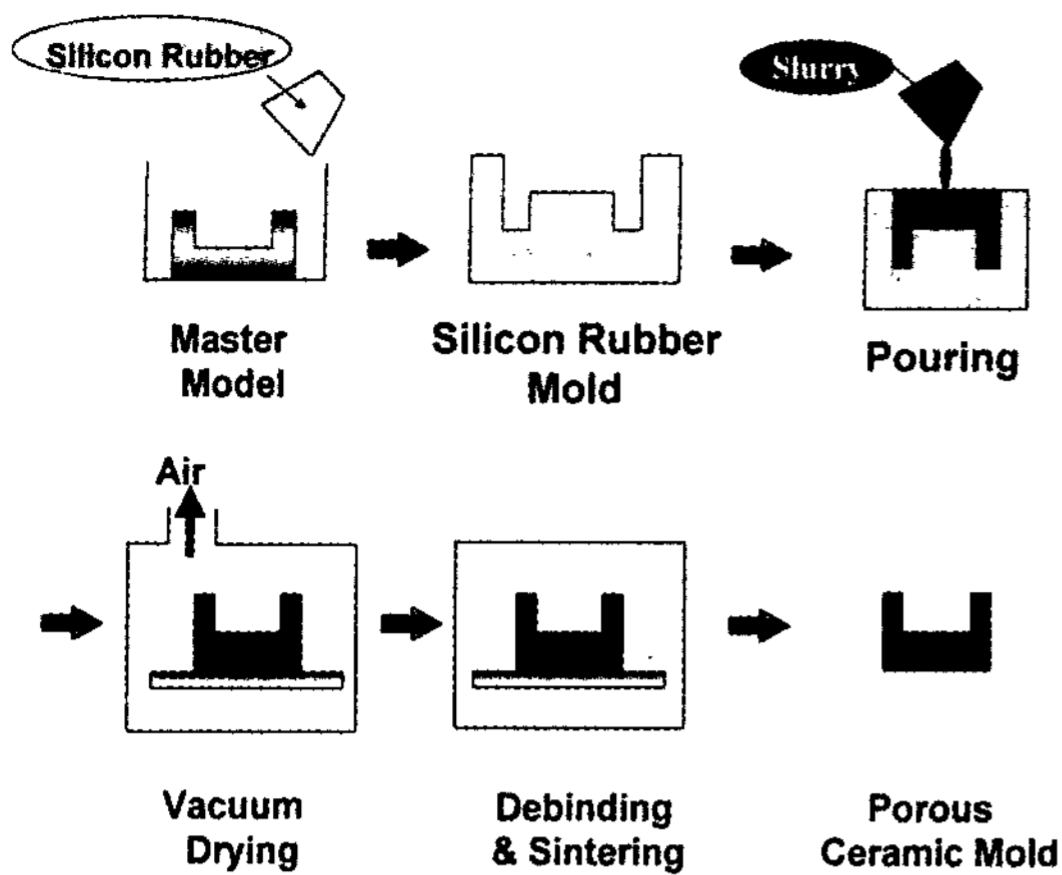 Silicon Rubber
Slurry
Master
Model
Silicon Rubber
Mold
Pouring
Air
Vacuum
Drying
Debinding
& Sintering
Porous
Ceramic Mold